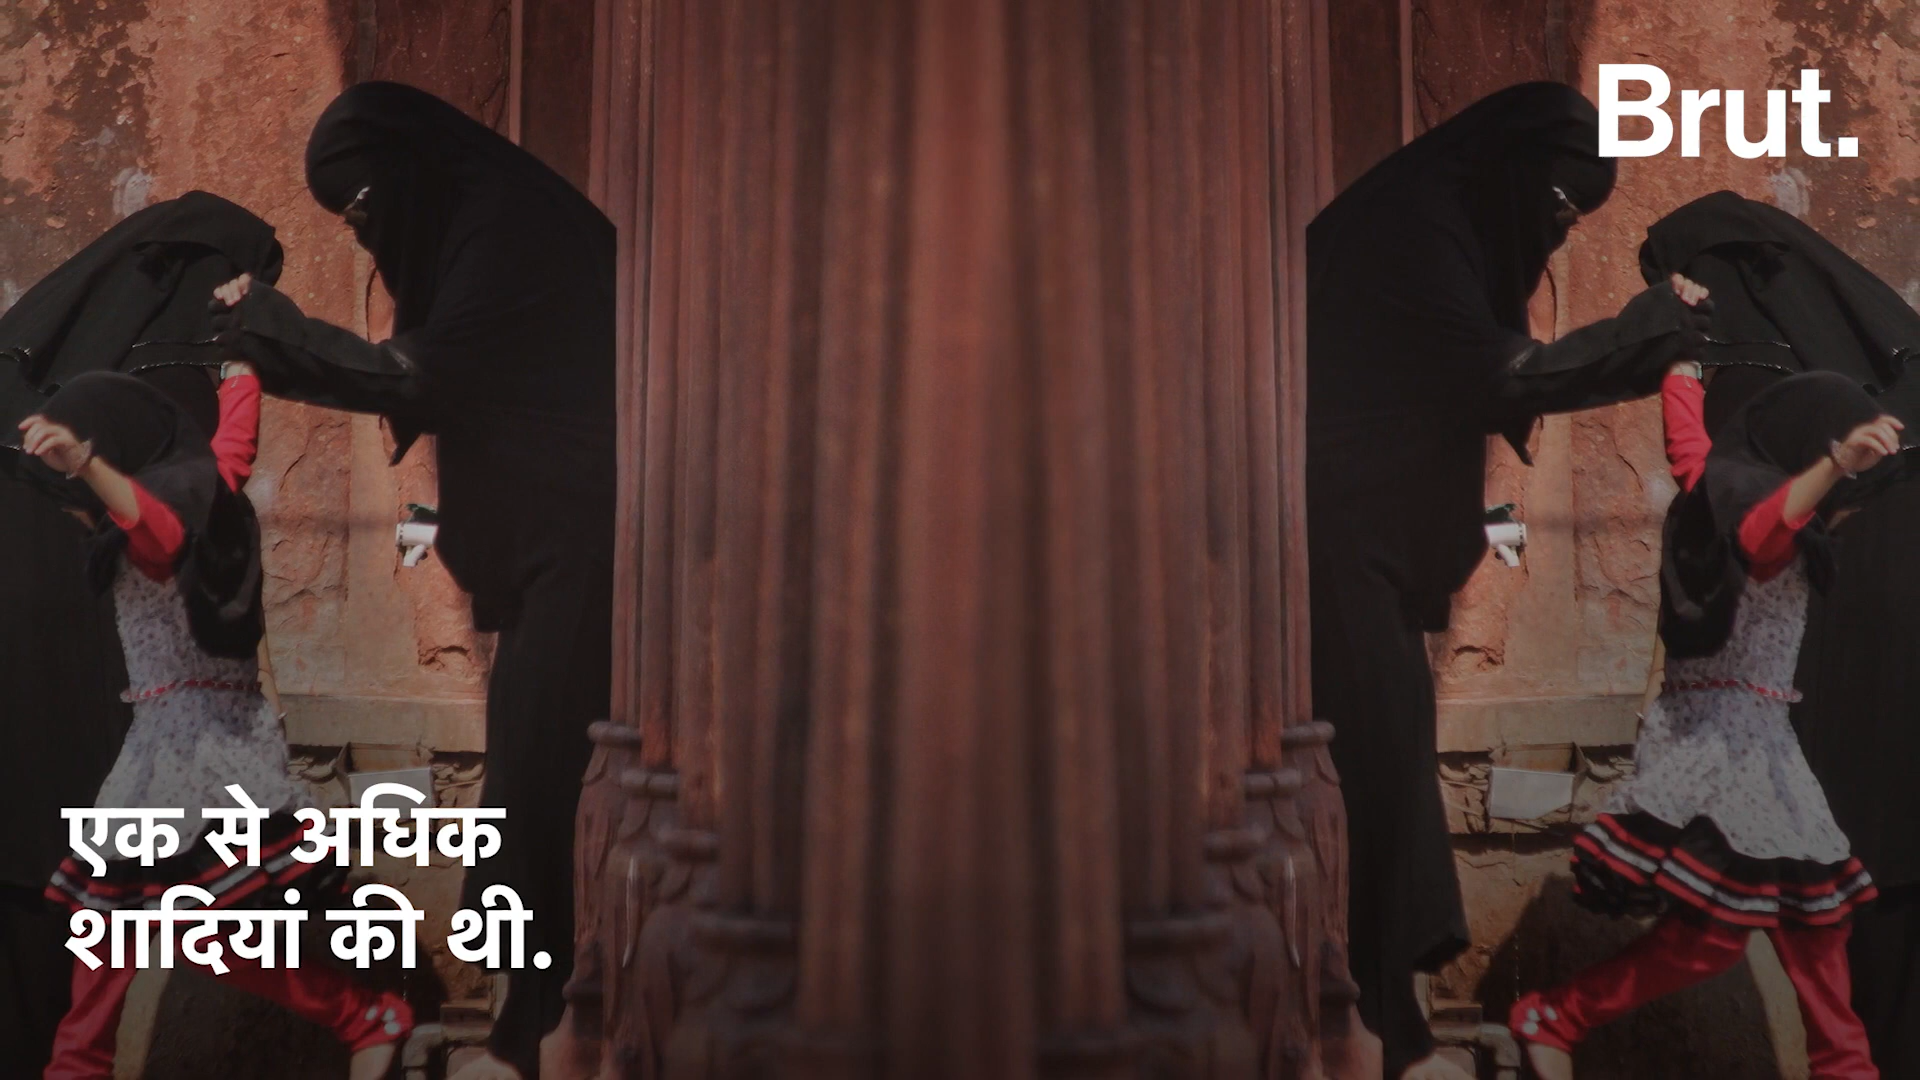 Brut.
एक से अधिक
शादियां की थी.